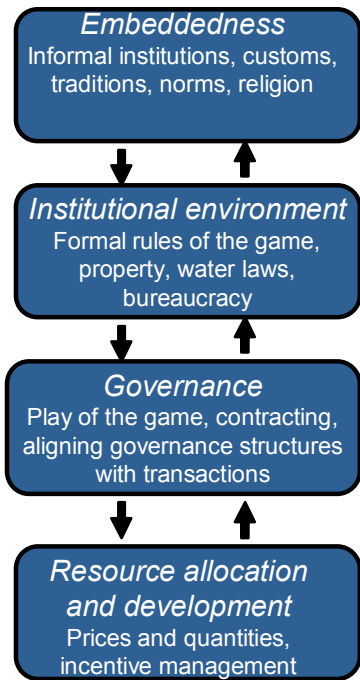 Embeddedness
Informal institutions, customs,
traditions, norms, religion
Institutional environment
Formal rules of the game,
property, water laws,
bureaucracy
Governance
Play of the game, contracting,
aligning governance structures
with transactions
Resource allocation
and development
Prices and quantities,
incentive management